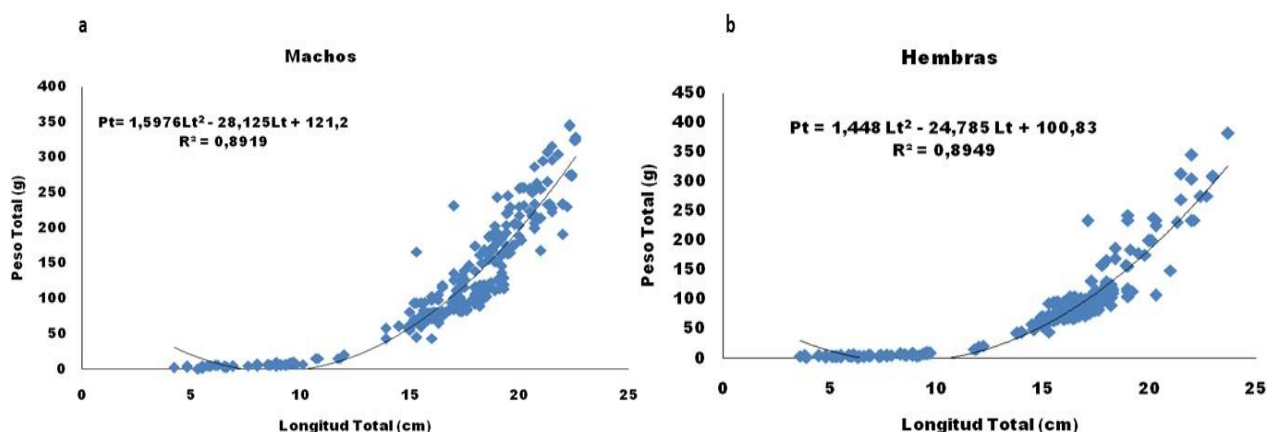 a
Machos
Peso Total (g)
400
350
300
250
200
150
100
50
0
Pt= 1,5976Lt² - 28,125Lt + 121,2
R² = 0,8919
0 5 10 15 20 25
Longitud Total (cm)
b
Hembras
Peso Total (g)
450
400
350
300
250
200
150
100
50
0
Pt = 1,448 Lt² - 24,785 Lt + 100,83
R² = 0,8949
0 5 10 15 20 25
Longitud Total (cm)